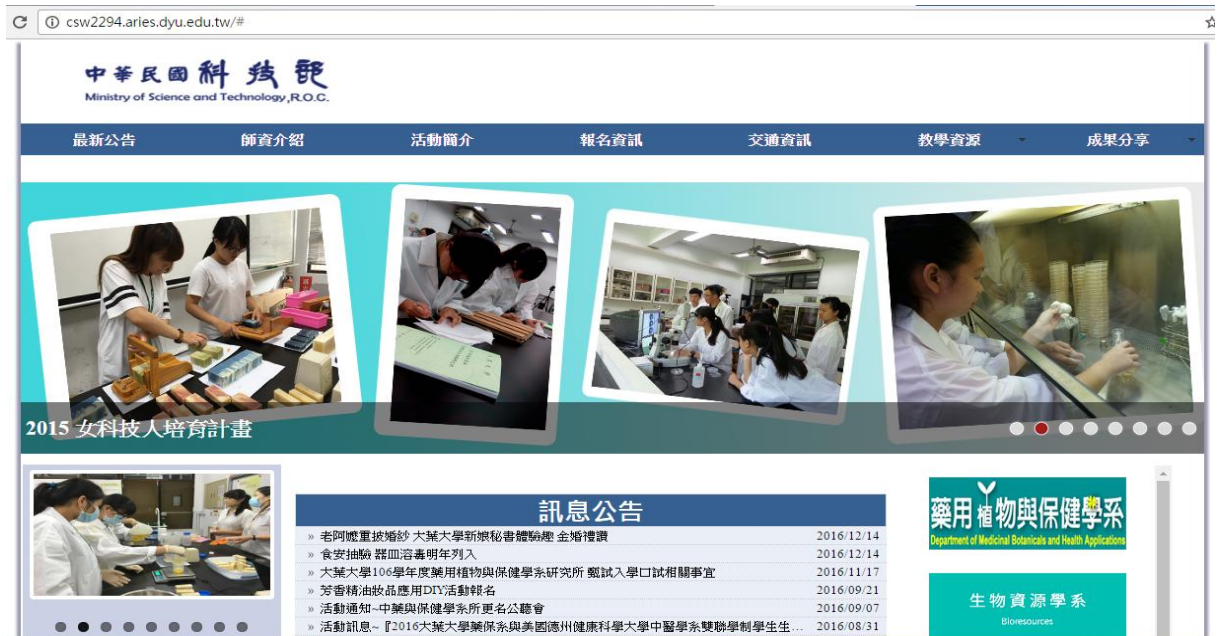 csw2294.aries.dyu.edu.tw/#
中華民國科技部
Ministry of Science and Technology,R.O.C.
最新公告 師資介紹 活動簡介 報名資訊 交通資訊 教學資源 成果分享
2015 女科技人培育計畫
訊息公告
» 老阿嬤重披婚紗 大葉大學新娘秘書體驗趣 金婚禮讚 2016/12/14
» 食安抽驗 器皿溶毒明年列入 2016/12/14
» 大葉大學106學年度藥用植物與保健學系研究所 甄試入學口試相關事宜 2016/11/17
» 芳香精油妝品應用DIY活動報名 2016/09/21
» 活動通知~中藥與保健學系所更名公聽會 2016/09/07
» 活動訊息~『2016大葉大學藥保系與美國德州健康科學大學中醫學系雙聯學制學生生... 2016/08/31
藥用植物與保健學系
Department of Medicinal Botanicals and Health Applications
生物資源學系
Bioresources